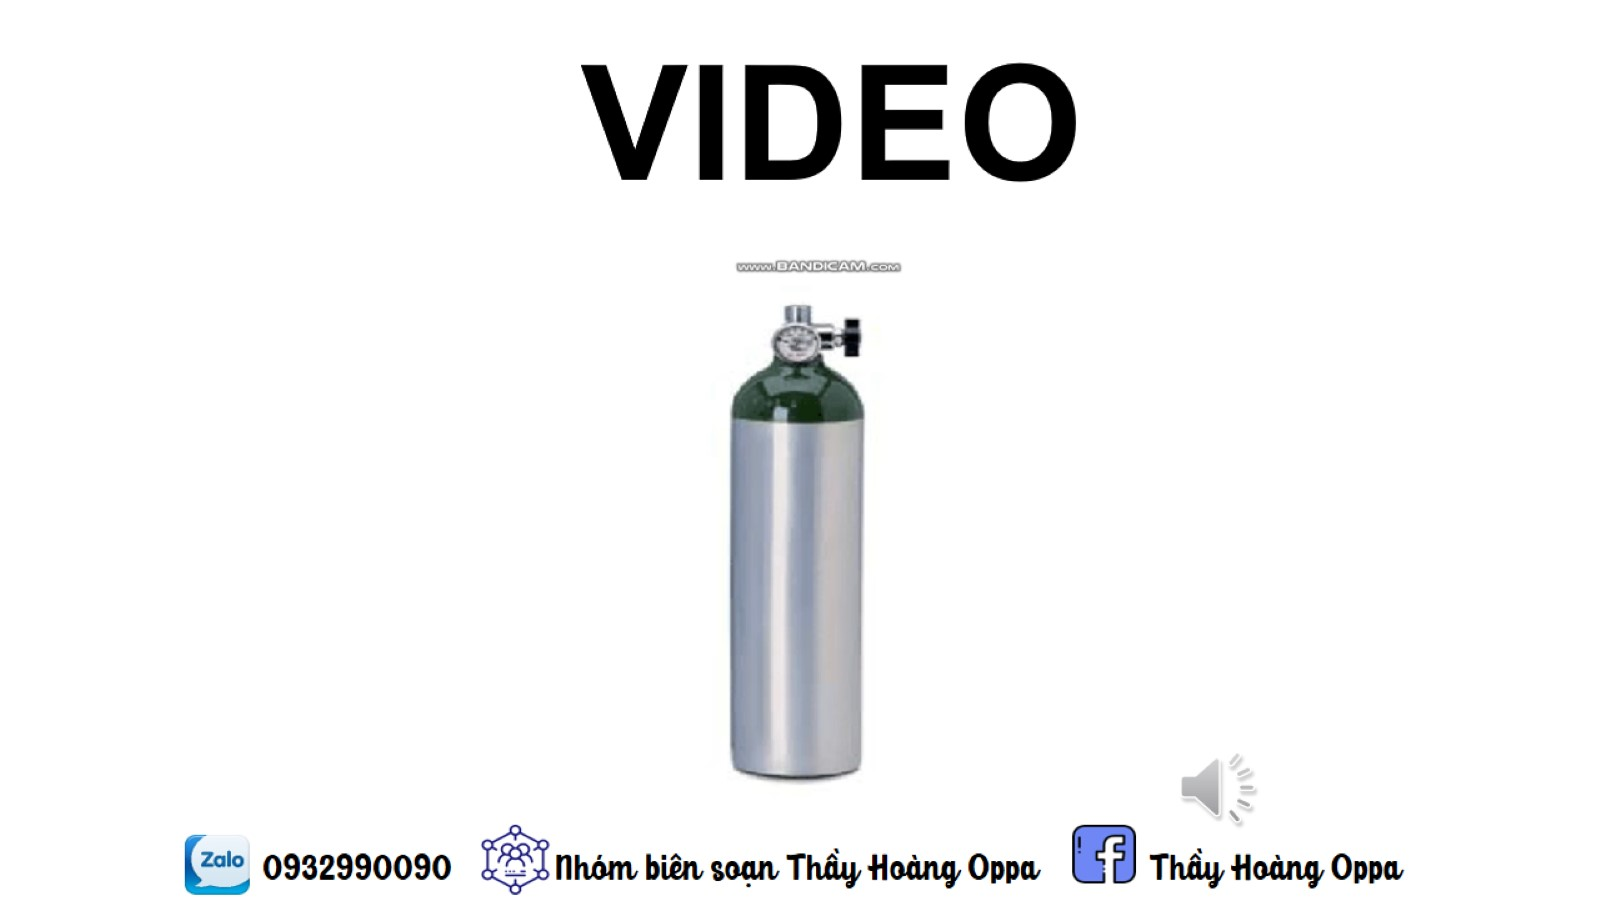 VIDEO
www.BANDICAM.com
Zalo 0932990090 Nhóm biên soạn Thầy Hoàng Oppa Thầy Hoàng Oppa